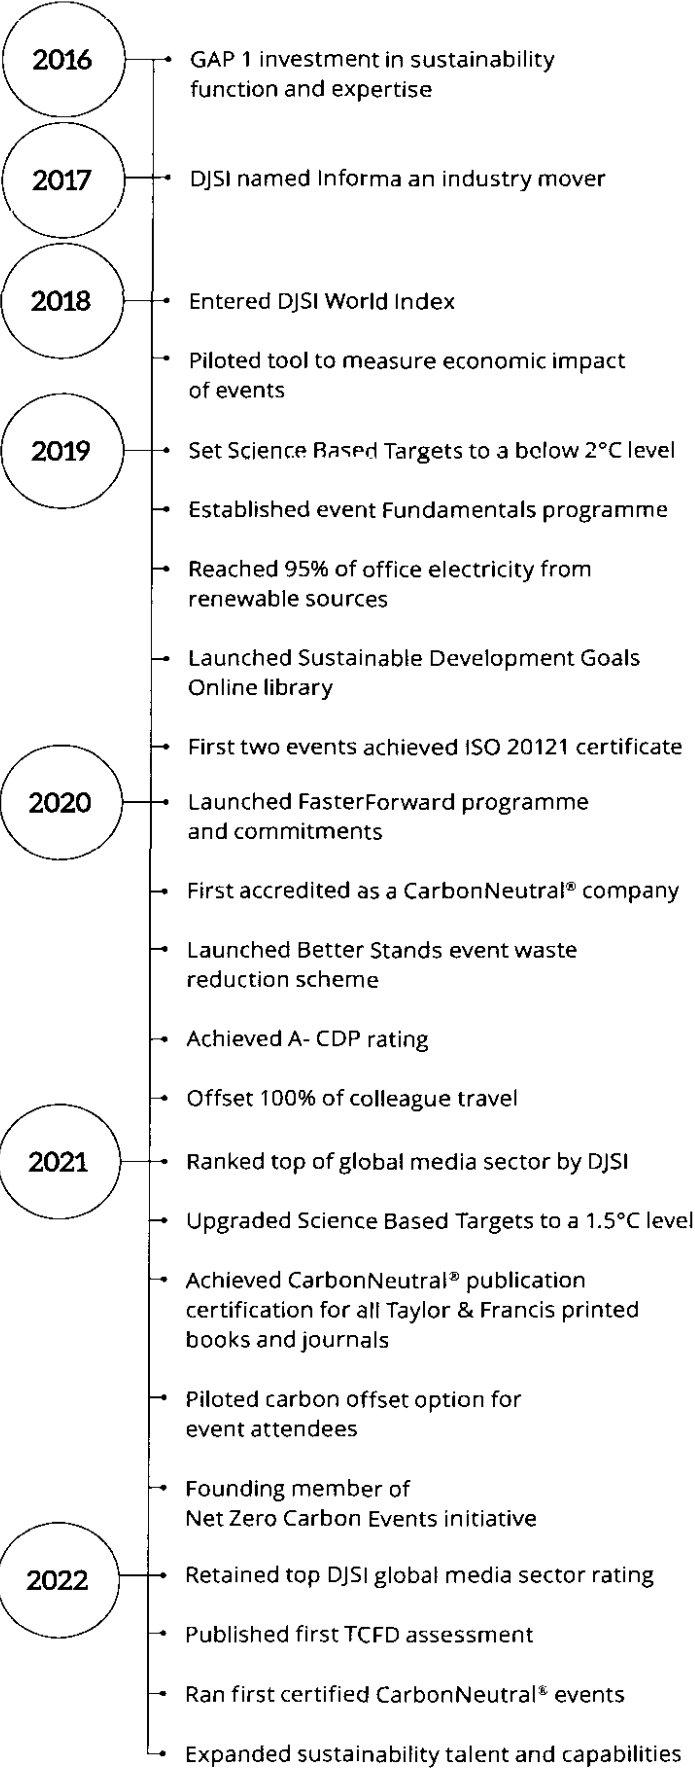 2016
GAP 1 investment in sustainability
function and expertise
2017
DJSI named Informa an industry mover
2018
Entered DJSI World Index
Piloted tool to measure economic impact
of events
2019
Set Science Based Targets to a below 2°C level
Established event Fundamentals programme
Reached 95% of office electricity from
renewable sources
Launched Sustainable Development Goals
Online library
First two events achieved ISO 20121 certificate
2020
Launched FasterForward programme
and commitments
First accredited as a CarbonNeutral® company
Launched Better Stands event waste
reduction scheme
Achieved A- CDP rating
Offset 100% of colleague travel
2021
Ranked top of global media sector by DJSI
Upgraded Science Based Targets to a 1.5°C level
Achieved CarbonNeutral® publication
certification for all Taylor & Francis printed
books and journals
Piloted carbon offset option for
event attendees
Founding member of
Net Zero Carbon Events initiative
2022
Retained top DJSI global media sector rating
Published first TCFD assessment
Ran first certified CarbonNeutral® events
Expanded sustainability talent and capabilities